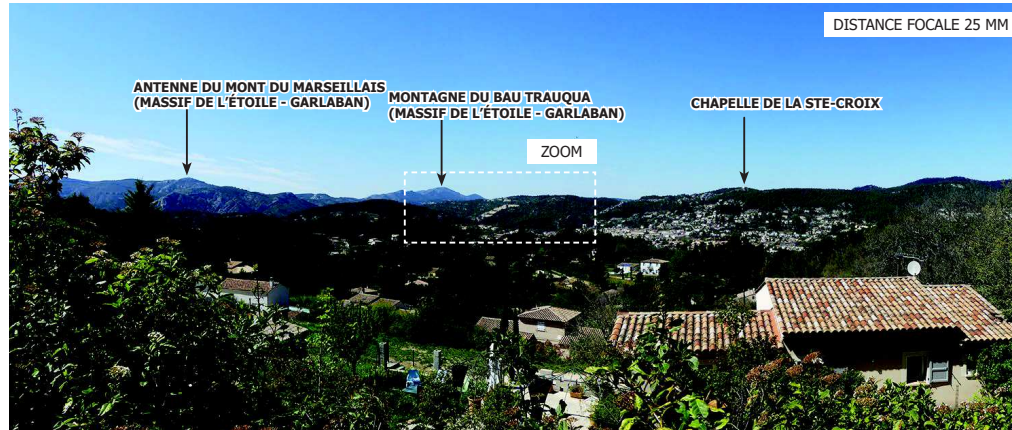 DISTANCE FOCALE 25 MM
ANTENNE DU MONT DU MARSEILLAIS
(MASSIF DE L'ÉTOILE - GARLABAN)
MONTAGNE DU BAU TRAUQUA
(MASSIF DE L'ÉTOILE - GARLABAN)
CHAPELLE DE LA STE-CROIX
ZOOM